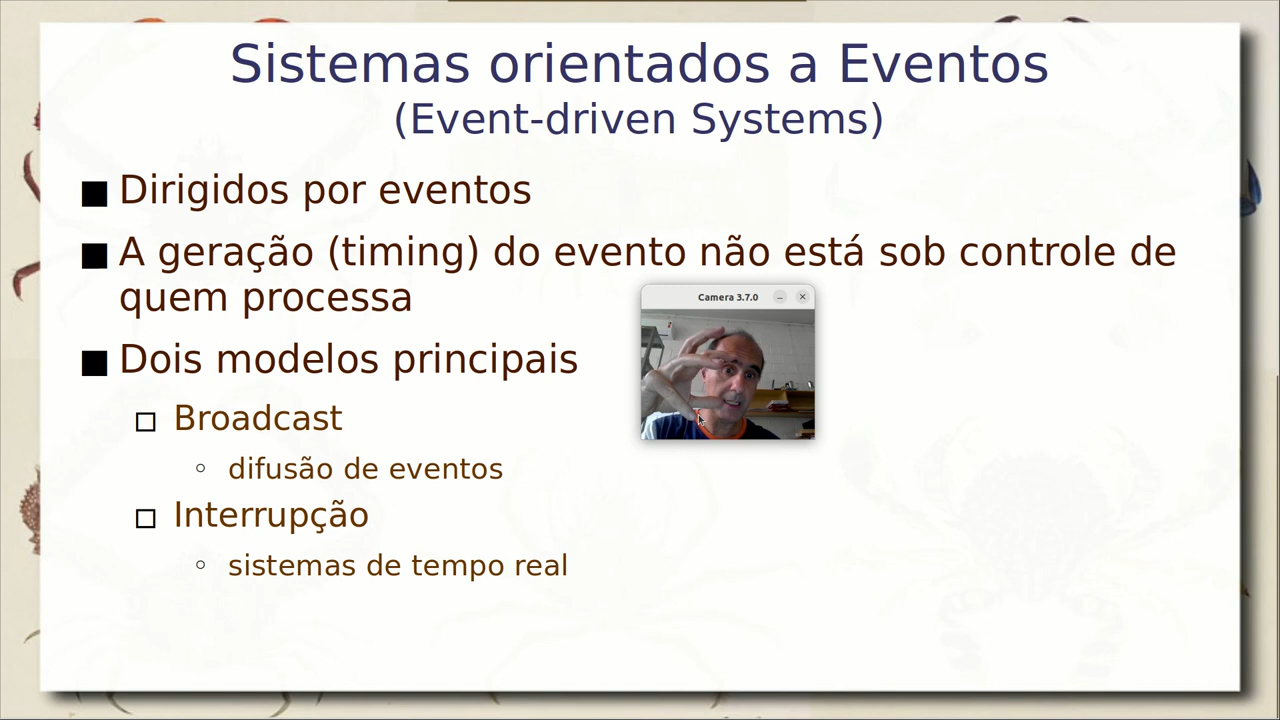 Sistemas orientados a Eventos
(Event-driven Systems)
Dirigidos por eventos
A geração (timing) do evento não está sob controle de
quem processa
Camera 3.7.0
Dois modelos principais
Broadcast
difusão de eventos
Interrupção
sistemas de tempo real